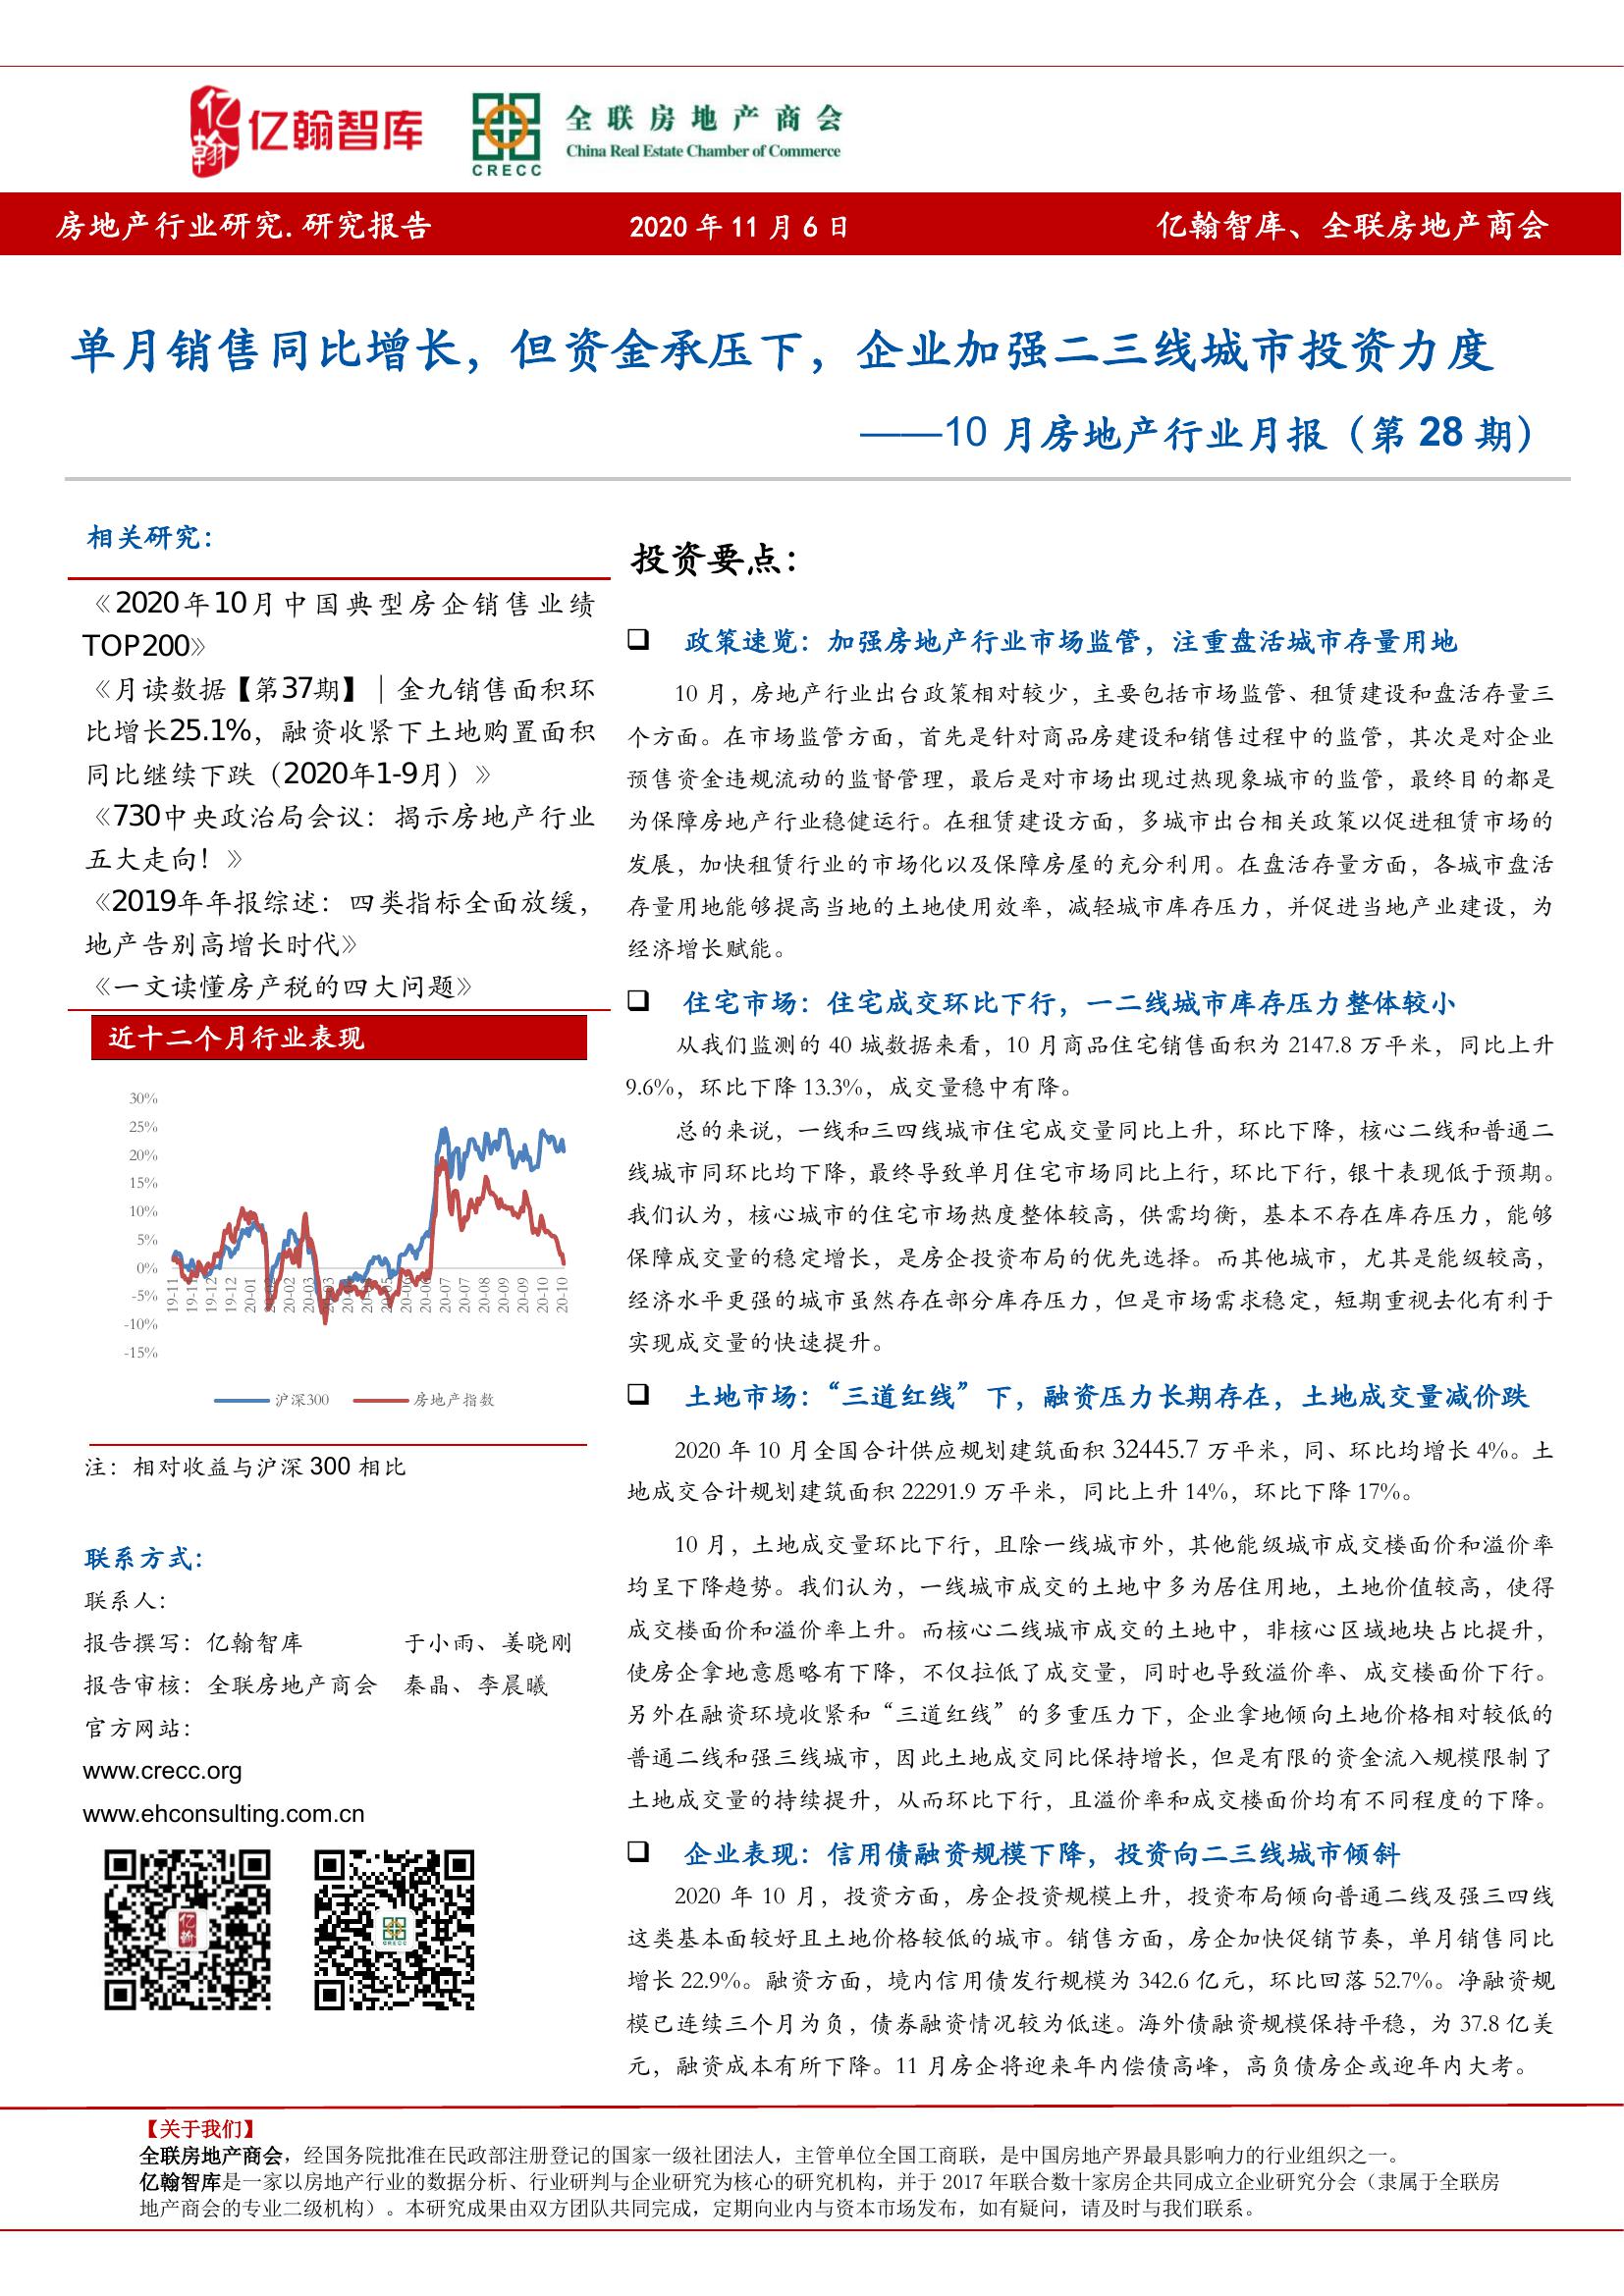 亿翰
亿翰智库
CRECC
全联房地产商会
China Real Estate Chamber of Commerce
房地产行业研究.研究报告
2020 年 11 月 6 日
亿翰智库、全联房地产商会
单月销售同比增长，但资金承压下，企业加强二三线城市投资力度
——10 月房地产行业月报（第 28 期）
相关研究：
《2020年10月中国典型房企销售业绩
TOP200》
《月读数据【第37期】｜金九销售面积环
比增长25.1%，融资收紧下土地购置面积
同比继续下跌（2020年1-9月）》
《730中央政治局会议：揭示房地产行业
五大走向！》
《2019年年报综述：四类指标全面放缓，
地产告别高增长时代》
《一文读懂房产税的四大问题》
近十二个月行业表现
30%
25%
20%
15%
10%
5%
0%
-5%
-10%
-15%
19-11
19-11
19-12
19-12
20-01
20-02
20-02
20-03
20-03
20-05
20-06
20-06
20-07
20-07
20-08
20-09
20-09
20-10
20-10
沪深300
房地产指数
注：相对收益与沪深 300 相比
联系方式：
联系人：
报告撰写：亿翰智库 于小雨、姜晓刚
报告审核：全联房地产商会 秦晶、李晨曦
官方网站：
www.crecc.org
www.ehconsulting.com.cn
亿翰
CRECC
投资要点：
❑ 政策速览：加强房地产行业市场监管，注重盘活城市存量用地
10 月，房地产行业出台政策相对较少，主要包括市场监管、租赁建设和盘活存量三
个方面。在市场监管方面，首先是针对商品房建设和销售过程中的监管，其次是对企业
预售资金违规流动的监督管理，最后是对市场出现过热现象城市的监管，最终目的都是
为保障房地产行业稳健运行。在租赁建设方面，多城市出台相关政策以促进租赁市场的
发展，加快租赁行业的市场化以及保障房屋的充分利用。在盘活存量方面，各城市盘活
存量用地能够提高当地的土地使用效率，减轻城市库存压力，并促进当地产业建设，为
经济增长赋能。
❑ 住宅市场：住宅成交环比下行，一二线城市库存压力整体较小
从我们监测的 40 城数据来看，10 月商品住宅销售面积为 2147.8 万平米，同比上升
9.6%，环比下降 13.3%，成交量稳中有降。
总的来说，一线和三四线城市住宅成交量同比上升，环比下降，核心二线和普通二
线城市同环比均下降，最终导致单月住宅市场同比上行，环比下行，银十表现低于预期。
我们认为，核心城市的住宅市场热度整体较高，供需均衡，基本不存在库存压力，能够
保障成交量的稳定增长，是房企投资布局的优先选择。而其他城市，尤其是能级较高，
经济水平更强的城市虽然存在部分库存压力，但是市场需求稳定，短期重视去化有利于
实现成交量的快速提升。
❑ 土地市场：“三道红线”下，融资压力长期存在，土地成交量减价跌
2020 年 10 月全国合计供应规划建筑面积 32445.7 万平米，同、环比均增长 4%。土
地成交合计规划建筑面积 22291.9 万平米，同比上升 14%，环比下降 17%。
10 月，土地成交量环比下行，且除一线城市外，其他能级城市成交楼面价和溢价率
均呈下降趋势。我们认为，一线城市成交的土地中多为居住用地，土地价值较高，使得
成交楼面价和溢价率上升。而核心二线城市成交的土地中，非核心区域地块占比提升，
使房企拿地意愿略有下降，不仅拉低了成交量，同时也导致溢价率、成交楼面价下行。
另外在融资环境收紧和“三道红线”的多重压力下，企业拿地倾向土地价格相对较低的
普通二线和强三线城市，因此土地成交同比保持增长，但是有限的资金流入规模限制了
土地成交量的持续提升，从而环比下行，且溢价率和成交楼面价均有不同程度的下降。
❑ 企业表现：信用债融资规模下降，投资向二三线城市倾斜
2020 年 10 月，投资方面，房企投资规模上升，投资布局倾向普通二线及强三四线
这类基本面较好且土地价格较低的城市。销售方面，房企加快促销节奏，单月销售同比
增长 22.9%。融资方面，境内信用债发行规模为 342.6 亿元，环比回落 52.7%。净融资规
模已连续三个月为负，债券融资情况较为低迷。海外债融资规模保持平稳，为 37.8 亿美
元，融资成本有所下降。11 月房企将迎来年内偿债高峰，高负债房企或迎年内大考。
【关于我们】
全联房地产商会，经国务院批准在民政部注册登记的国家一级社团法人，主管单位全国工商联，是中国房地产界最具影响力的行业组织之一。
亿翰智库是一家以房地产行业的数据分析、行业研判与企业研究为核心的研究机构，并于 2017 年联合数十家房企共同成立企业研究分会（隶属于全联房
地产商会的专业二级机构）。本研究成果由双方团队共同完成，定期向业内与资本市场发布，如有疑问，请及时与我们联系。